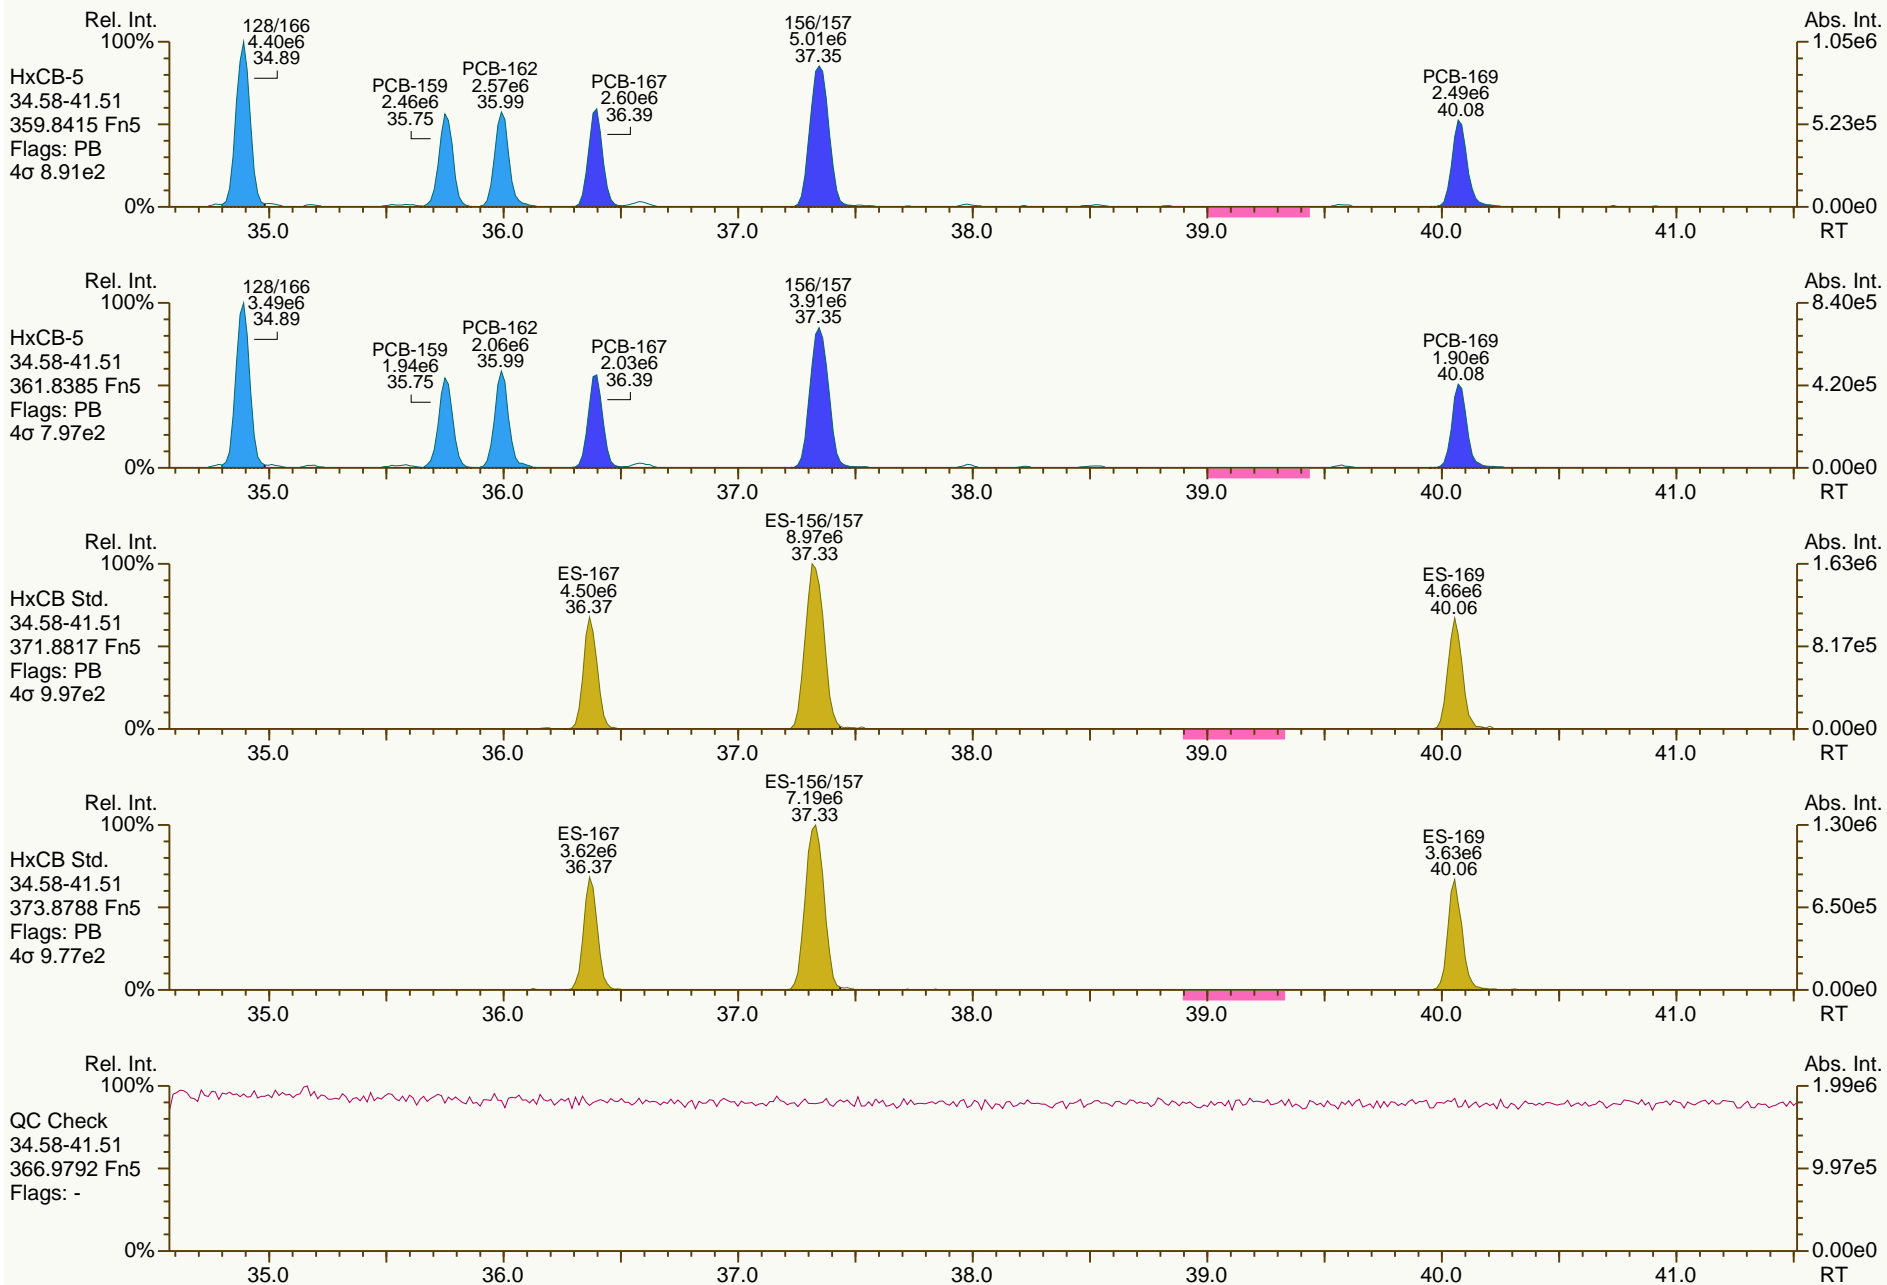 Rel. Int.
Abs. Int.
100%
0%
HxCB-5
34.58-41.51
359.8415 Fn5
Flags: PB
4σ 8.91e2
128/166
4.40e6
34.89
PCB-159
2.46e6
35.75
PCB-162
2.57e6
35.99
PCB-167
2.60e6
36.39
156/157
5.01e6
37.35
PCB-169
2.49e6
40.08
1.05e6
5.23e5
0.00e0
35.0 36.0 37.0 38.0 39.0 40.0 41.0 RT
Rel. Int.
Abs. Int.
100%
0%
HxCB-5
34.58-41.51
361.8385 Fn5
Flags: PB
4σ 7.97e2
128/166
3.49e6
34.89
PCB-159
1.94e6
35.75
PCB-162
2.06e6
35.99
PCB-167
2.03e6
36.39
156/157
3.91e6
37.35
PCB-169
1.90e6
40.08
8.40e5
4.20e5
0.00e0
35.0 36.0 37.0 38.0 39.0 40.0 41.0 RT
Rel. Int.
Abs. Int.
100%
0%
HxCB Std.
34.58-41.51
371.8817 Fn5
Flags: PB
4σ 9.97e2
ES-167
4.50e6
36.37
ES-156/157
8.97e6
37.33
ES-169
4.66e6
40.06
1.63e6
8.17e5
0.00e0
35.0 36.0 37.0 38.0 39.0 40.0 41.0 RT
Rel. Int.
Abs. Int.
100%
0%
HxCB Std.
34.58-41.51
373.8788 Fn5
Flags: PB
4σ 9.77e2
ES-167
3.62e6
36.37
ES-156/157
7.19e6
37.33
ES-169
3.63e6
40.06
1.30e6
6.50e5
0.00e0
35.0 36.0 37.0 38.0 39.0 40.0 41.0 RT
Rel. Int.
Abs. Int.
100%
0%
QC Check
34.58-41.51
366.9792 Fn5
Flags: -
1.99e6
9.97e5
0.00e0
35.0 36.0 37.0 38.0 39.0 40.0 41.0 RT